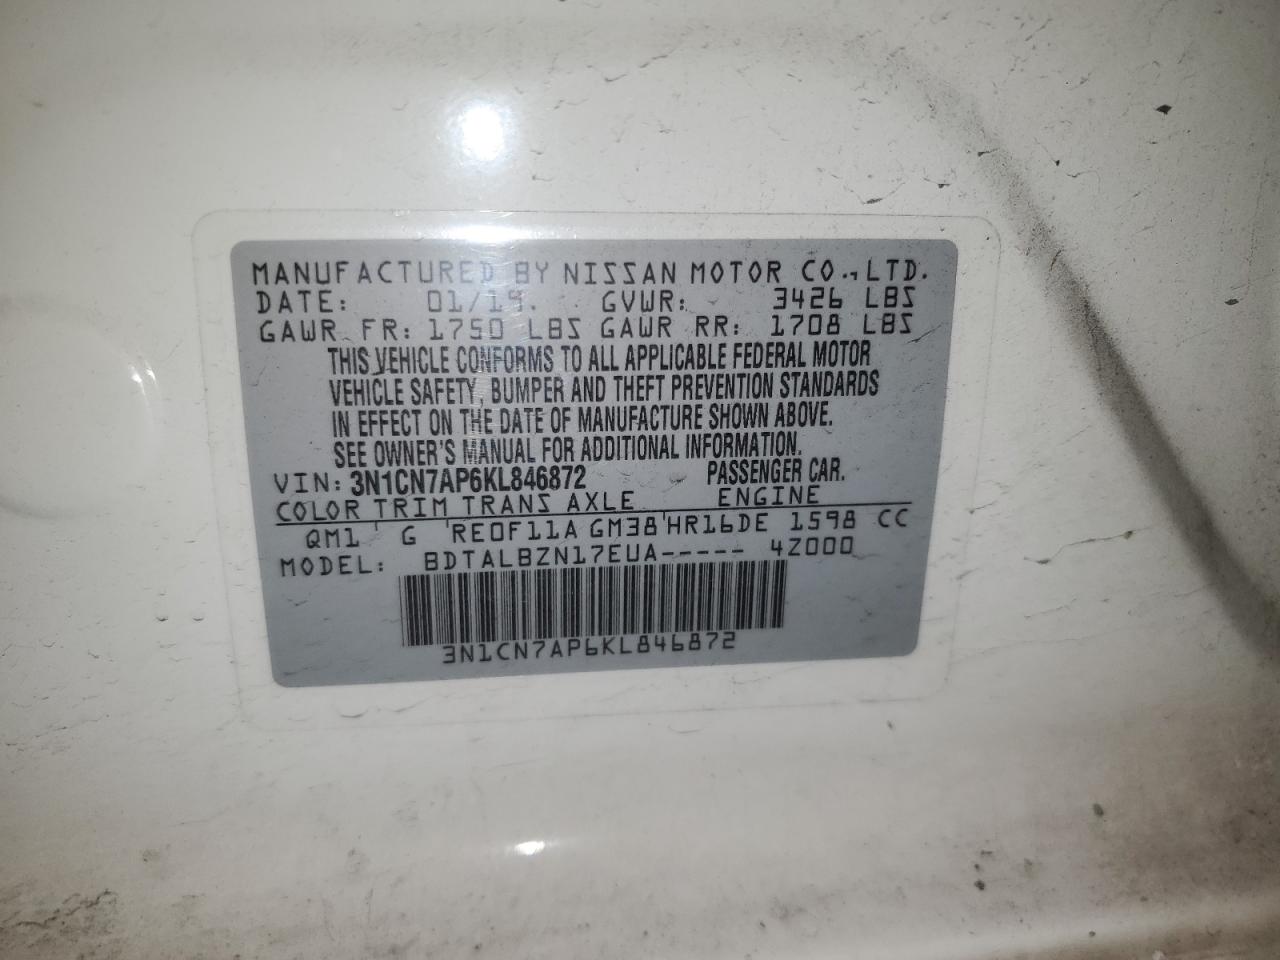 MANUFACTURED BY NISSAN MOTOR CO., LTD.
DATE: 01/19. GVWR: 3426 LBS
GAWR FR: 1750 LBS GAWR RR: 1708 LBS
THIS VEHICLE CONFORMS TO ALL APPLICABLE FEDERAL MOTOR
VEHICLE SAFETY, BUMPER AND THEFT PREVENTION STANDARDS
IN EFFECT ON THE DATE OF MANUFACTURE SHOWN ABOVE.
SEE OWNER'S MANUAL FOR ADDITIONAL INFORMATION.
VIN: 3N1CN7AP6KL846872 PASSENGER CAR.
COLOR TRIM TRANS AXLE ENGINE
QM1 G RE0F11A GM38 HR16DE 1598 CC
MODEL: BDTALBZN17EUA----- 4Z000
3N1CN7AP6KL846872